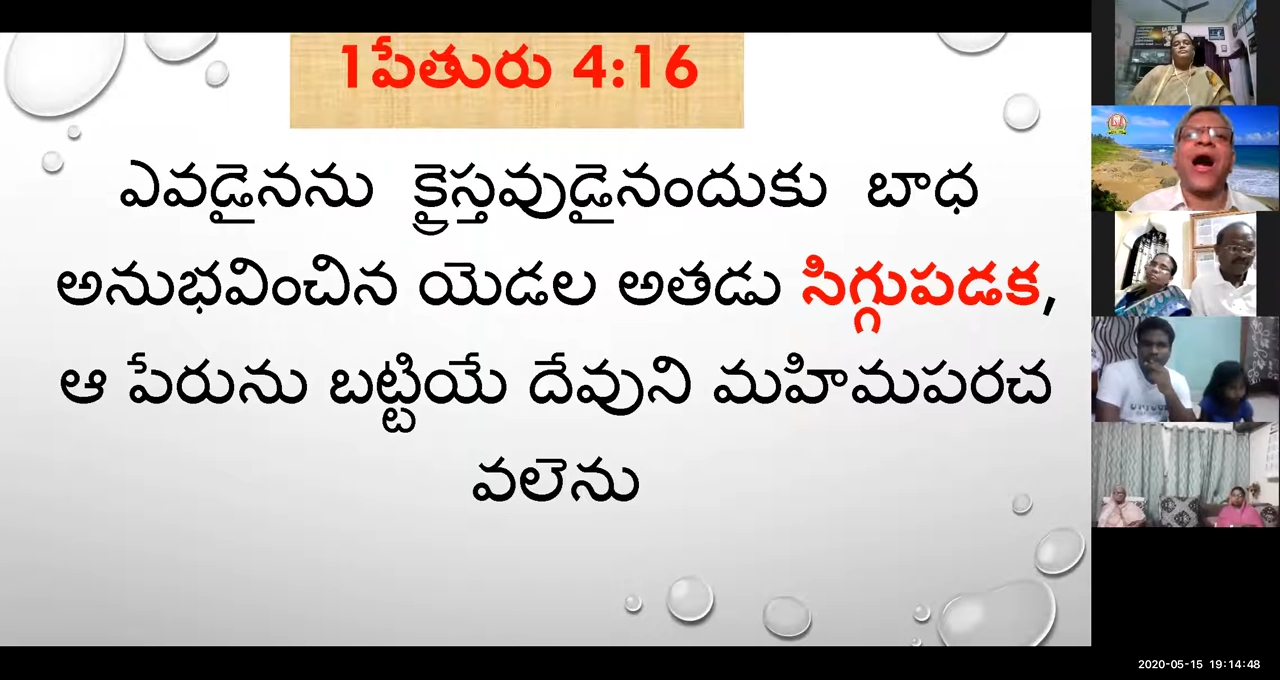 1పేతురు 4:16
ఎవడైనను క్రైస్తవుడైనందుకు బాధ
అనుభవించిన యెడల అతడు సిగ్గుపడక,
ఆ పేరును బట్టియే దేవుని మహిమపరచ
వలెను
2020-05-15 19:14:48